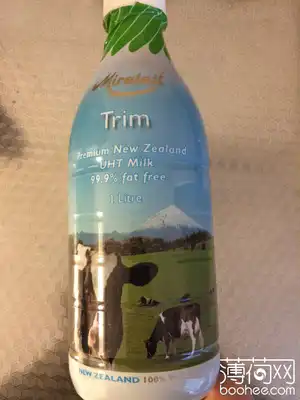 Miraka
Trim
Premium New Zealand
UHT Milk
99.9% fat free
1 Litre
NEW ZEALAND 100%
薄荷网
boohee.com